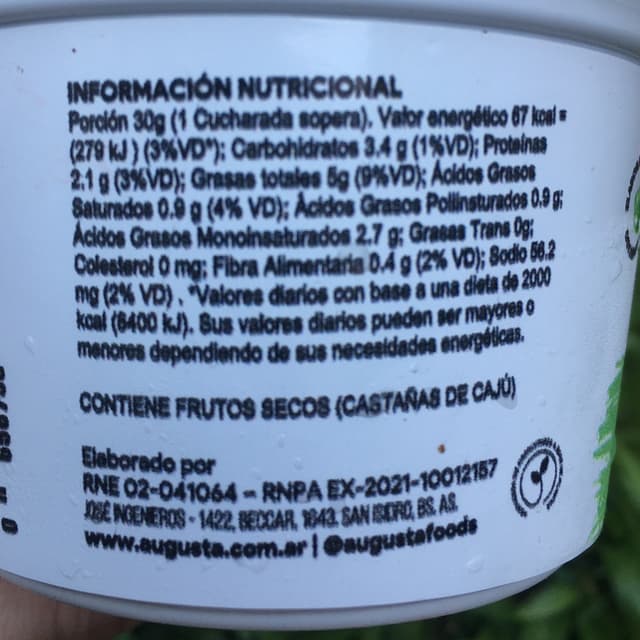 INFORMACIÓN NUTRICIONAL
Porción 30g (1 Cucharada sopera). Valor energético 67 kcal =
(279 kJ) (3%VD*); Carbohidratos 3.4 g (1%VD); Proteínas
2.1 g (3%VD); Grasas totales 5g (9%VD); Ácidos Grasos
Saturados 0.9 g (4% VD); Ácidos Grasos Poliinsturados 0.9 g;
Ácidos Grasos Monoinsaturados 2.7 g; Grasas Trans 0g;
Colesterol 0 mg; Fibra Alimentaria 0.4 g (2% VD); Sodio 56.2
mg (2% VD) . *Valores diarios con base a una dieta de 2000
kcal (8400 kJ). Sus valores diarios pueden ser mayores o
menores dependiendo de sus necesidades energéticas.
CONTIENE FRUTOS SECOS (CASTAÑAS DE CAJÚ)
Elaborado por
RNE 02-041064 - RNPA EX-2021-10012157
JOSÉ INGENIEROS - 1422, BECCAR, 1643. SAN ISIDRO, BS. AS.
www.augusta.com.ar | @augustafoods